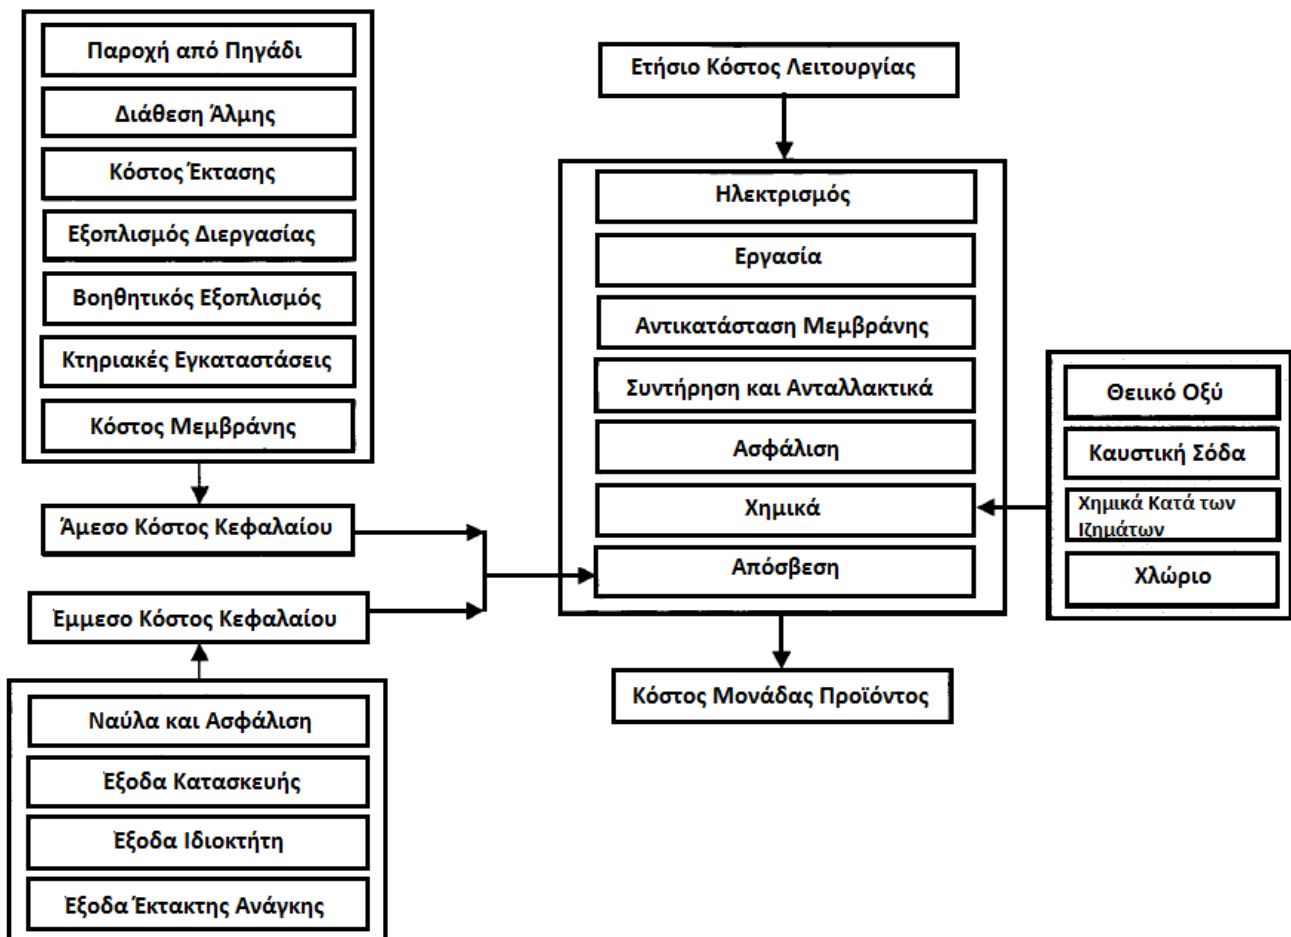 Παροχή από Πηγάδι
Διάθεση Άλμης
Κόστος Έκτασης
Εξοπλισμός Διεργασίας
Βοηθητικός Εξοπλισμός
Κτηριακές Εγκαταστάσεις
Κόστος Μεμβράνης
Άμεσο Κόστος Κεφαλαίου
Έμμεσο Κόστος Κεφαλαίου
Ναύλα και Ασφάλιση
Έξοδα Κατασκευής
Έξοδα Ιδιοκτήτη
Έξοδα Έκτακτης Ανάγκης
Ετήσιο Κόστος Λειτουργίας
Ηλεκτρισμός
Εργασία
Αντικατάσταση Μεμβράνης
Συντήρηση και Ανταλλακτικά
Ασφάλιση
Χημικά
Απόσβεση
Κόστος Μονάδας Προϊόντος
Θειικό Οξύ
Καυστική Σόδα
Χημικά Κατά των
Ιζημάτων
Χλώριο